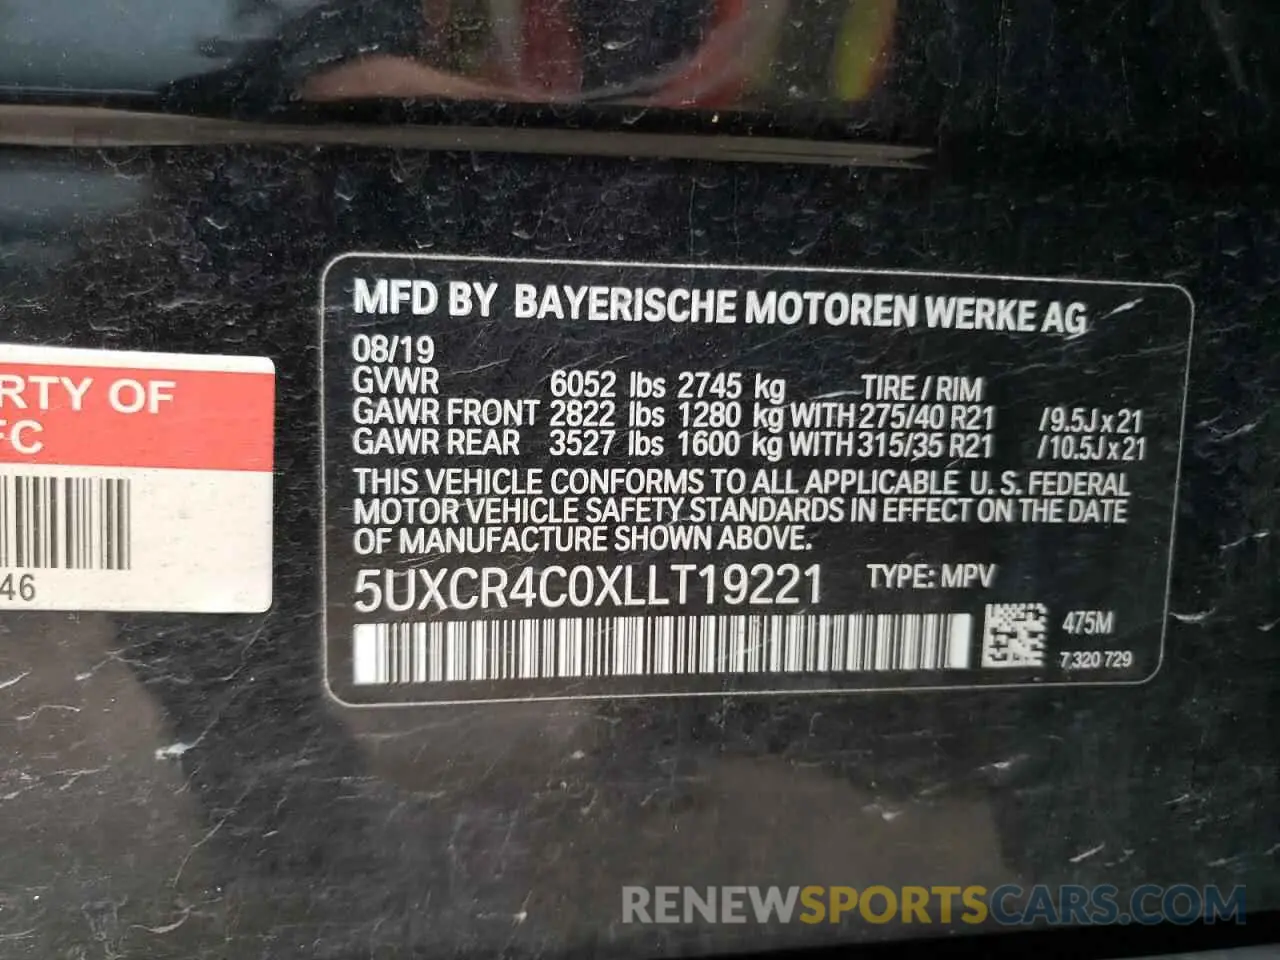 MFD BY BAYERISCHE MOTOREN WERKE AG
08/19
GVWR 6052 lbs 2745 kg TIRE / RIM
GAWR FRONT 2822 lbs 1280 kg WITH 275/40 R21 /9.5J x 21
GAWR REAR 3527 lbs 1600 kg WITH 315/35 R21 /10.5J x 21
THIS VEHICLE CONFORMS TO ALL APPLICABLE U. S. FEDERAL
MOTOR VEHICLE SAFETY STANDARDS IN EFFECT ON THE DATE
OF MANUFACTURE SHOWN ABOVE.
5UXCR4C0XLLT19221 TYPE: MPV
475M
7 320 729
RTY OF
FC
46
RENEWSPORTSCARS.COM